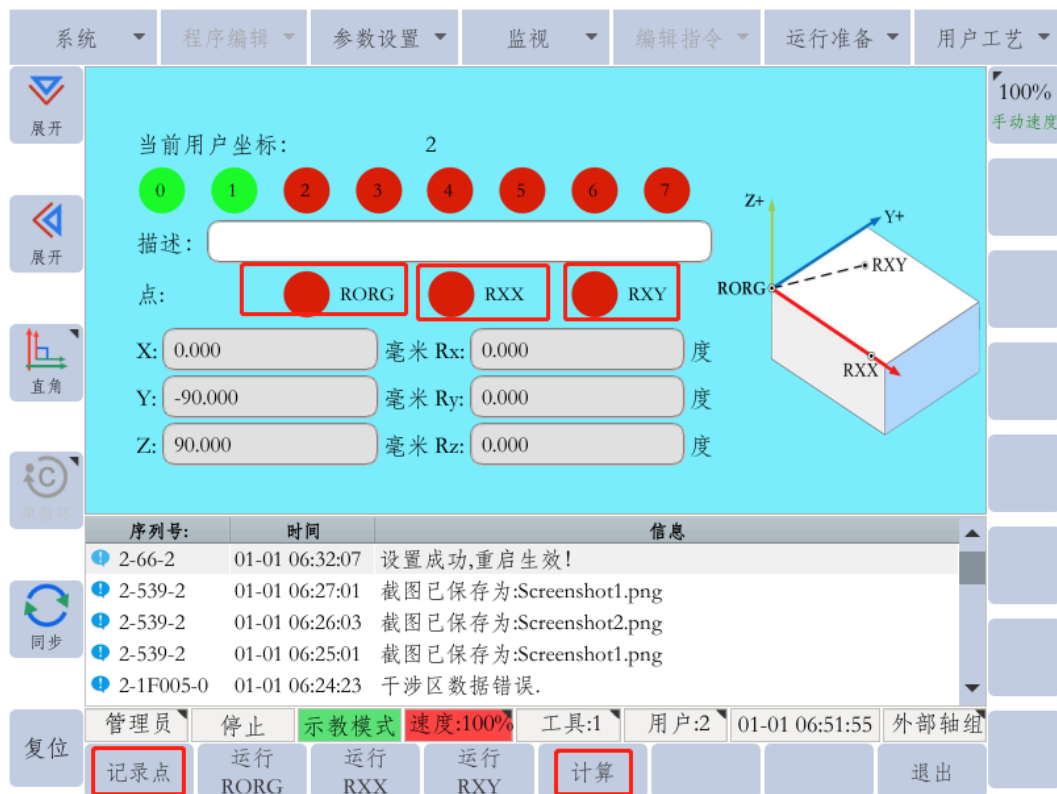 系统 程序编辑 参数设置 监视 编辑指令 运行准备 用户工艺
展开
100%
手动速度
当前用户坐标: 2
0 1 2 3 4 5 6 7
展开
描述:
点: RORG RXX RXY
X: 0.000 毫米 Rx: 0.000 度
Y: -90.000 毫米 Ry: 0.000 度
Z: 90.000 毫米 Rz: 0.000 度
Z+
Y+
RXY
RORG
RXX
直角
C
单循环
序列号: 时间 信息
2-66-2 01-01 06:32:07 设置成功,重启生效!
2-539-2 01-01 06:27:01 截图已保存为:Screenshot1.png
2-539-2 01-01 06:26:03 截图已保存为:Screenshot2.png
2-539-2 01-01 06:25:01 截图已保存为:Screenshot1.png
2-1F005-0 01-01 06:24:23 干涉区数据错误.
同步
管理员 停止 示教模式 速度:100% 工具:1 用户:2 01-01 06:51:55 外部轴组
复位
记录点 运行 RORG 运行 RXX 运行 RXY 计算 退出